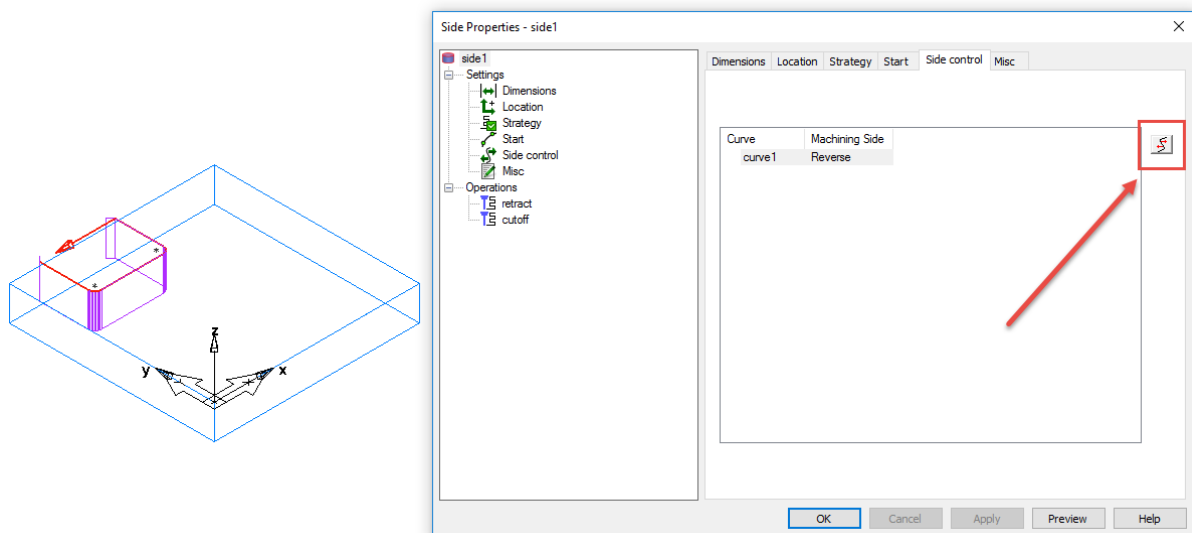 Side Properties - side1
side1
Settings
Dimensions
Location
Strategy
Start
Side control
Misc
Operations
retract
cutoff
Dimensions Location Strategy Start Side control Misc
Curve Machining Side
curve1 Reverse
z
y x
OK Cancel Apply Preview Help